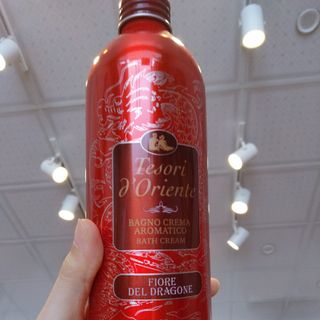 Tesori
d'Oriente
BAGNO CREMA
AROMATICO
BATH CREAM
FIORE
DEL DRAGONE